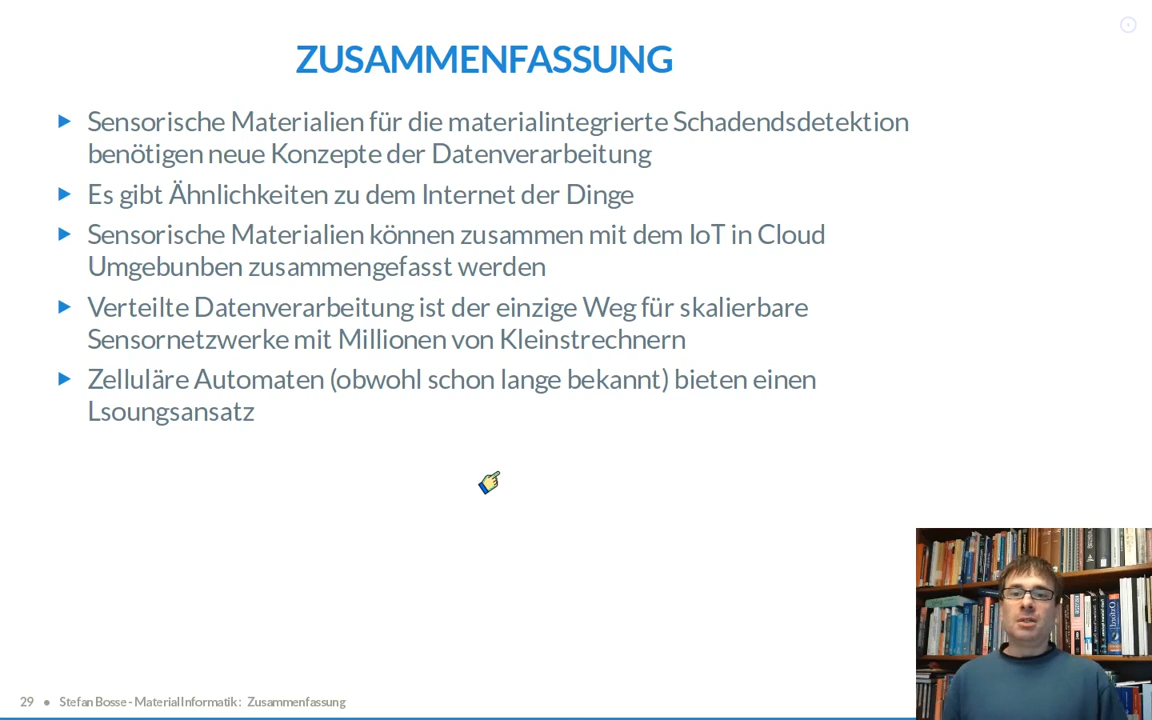 ZUSAMMENFASSUNG
Sensorische Materialien für die materialintegrierte Schadendsdetektion
benötigen neue Konzepte der Datenverarbeitung
Es gibt Ähnlichkeiten zu dem Internet der Dinge
Sensorische Materialien können zusammen mit dem IoT in Cloud
Umgebunben zusammengefasst werden
Verteilte Datenverarbeitung ist der einzige Weg für skalierbare
Sensornetzwerke mit Millionen von Kleinstrechnern
Zelluläre Automaten (obwohl schon lange bekannt) bieten einen
Lsoungsansatz
29 ● Stefan Bosse - Material Informatik : Zusammenfassung